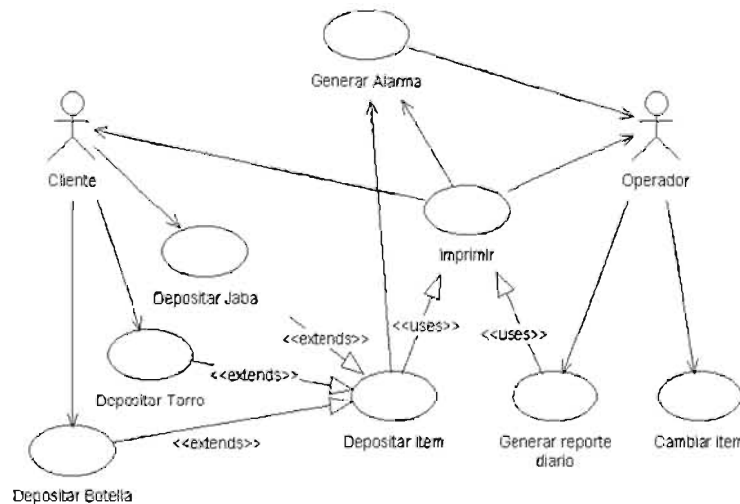 Generar Alarma
Cliente
Operador
Imprimir
Depositar Jaba
<<extends>>
<<uses>>
<<uses>>
Depositar Tarro
<<extends>>
<<extends>>
Depositar Item
Generar reporte
diario
Cambiar Item
Depositar Botella